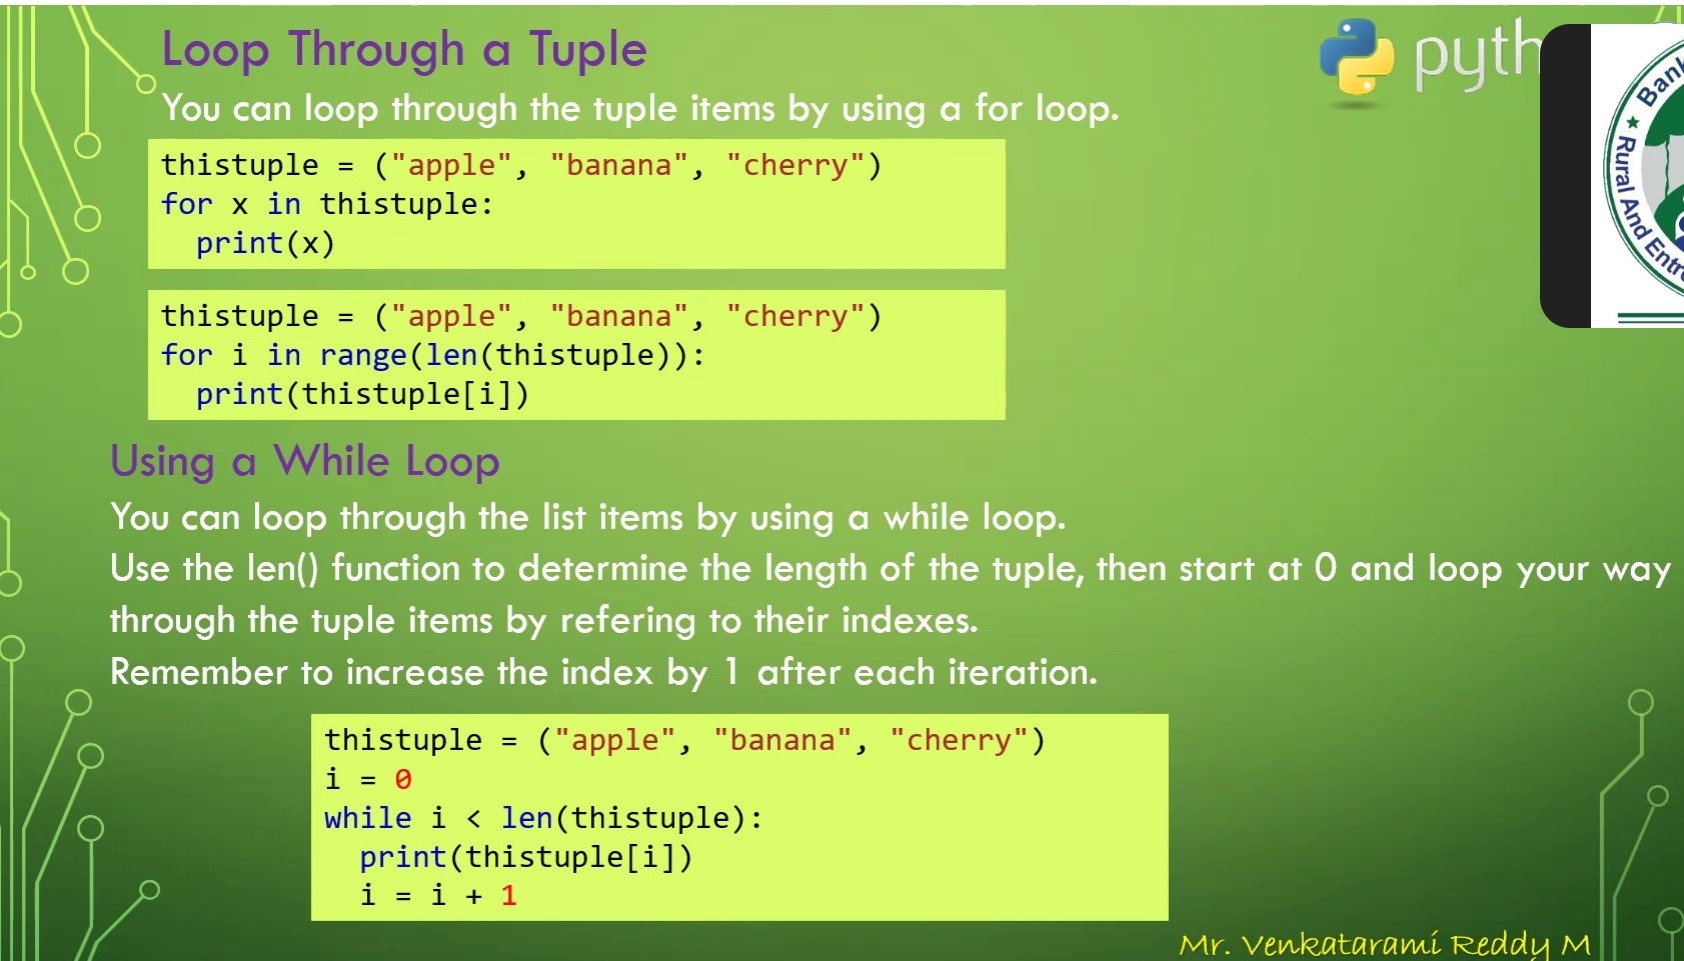 Loop Through a Tuple
You can loop through the tuple items by using a for loop.
thistuple = ("apple", "banana", "cherry")
for x in thistuple:
  print(x)
thistuple = ("apple", "banana", "cherry")
for i in range(len(thistuple)):
  print(thistuple[i])
Using a While Loop
You can loop through the list items by using a while loop.
Use the len() function to determine the length of the tuple, then start at 0 and loop your way
through the tuple items by refering to their indexes.
Remember to increase the index by 1 after each iteration.
thistuple = ("apple", "banana", "cherry")
i = 0
while i < len(thistuple):
  print(thistuple[i])
  i = i + 1
Mr. Venkatarami Reddy M
pyth
Bank
Rural And Entr